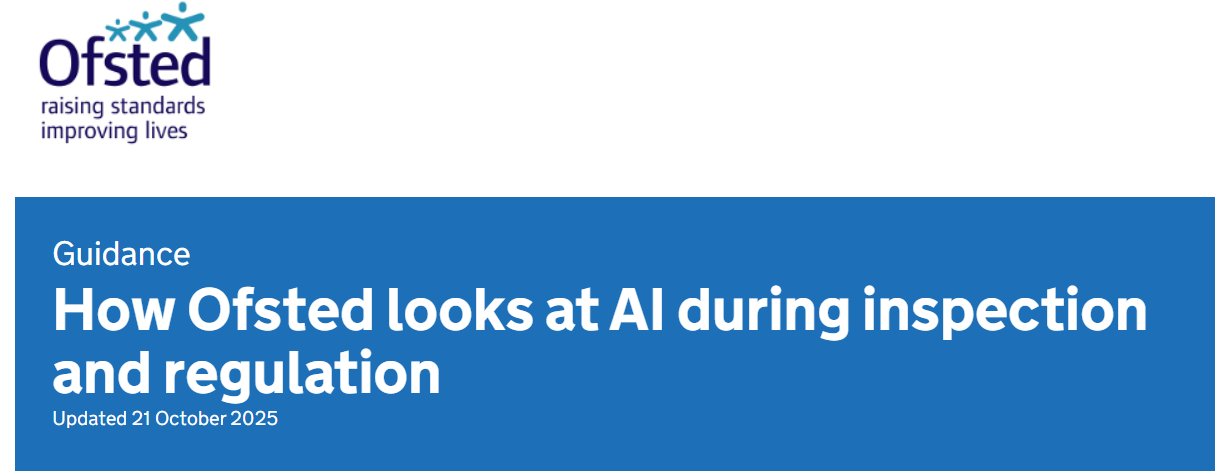 Ofsted
raising standards
improving lives
Guidance
How Ofsted looks at AI during inspection
and regulation
Updated 21 October 2025